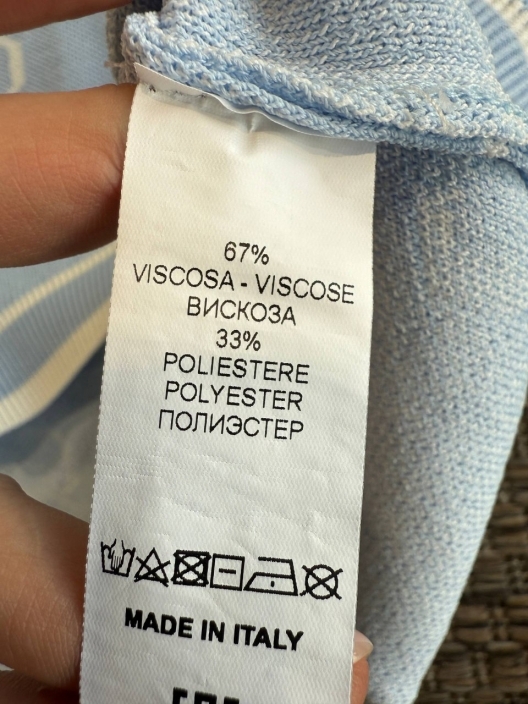 67%
VISCOSA - VISCOSE
ВИСКОЗА
33%
POLIESTERE
POLYESTER
ПОЛИЭСТЕР
MADE IN ITALY